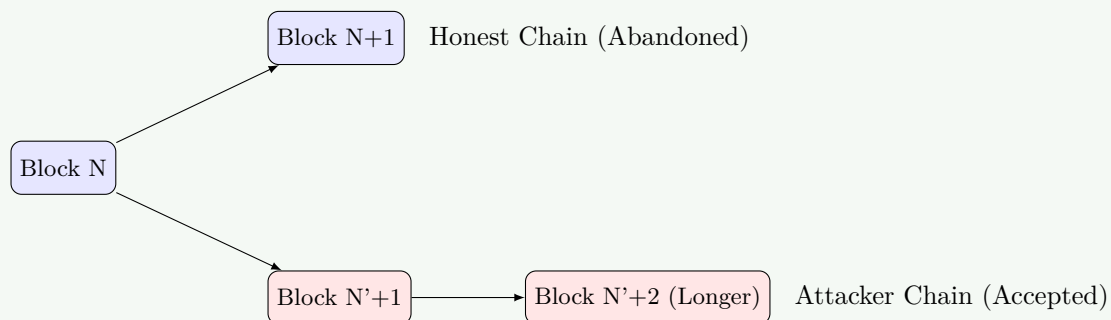 Block N+1 Honest Chain (Abandoned)
Block N
Block N'+1 Block N'+2 (Longer) Attacker Chain (Accepted)